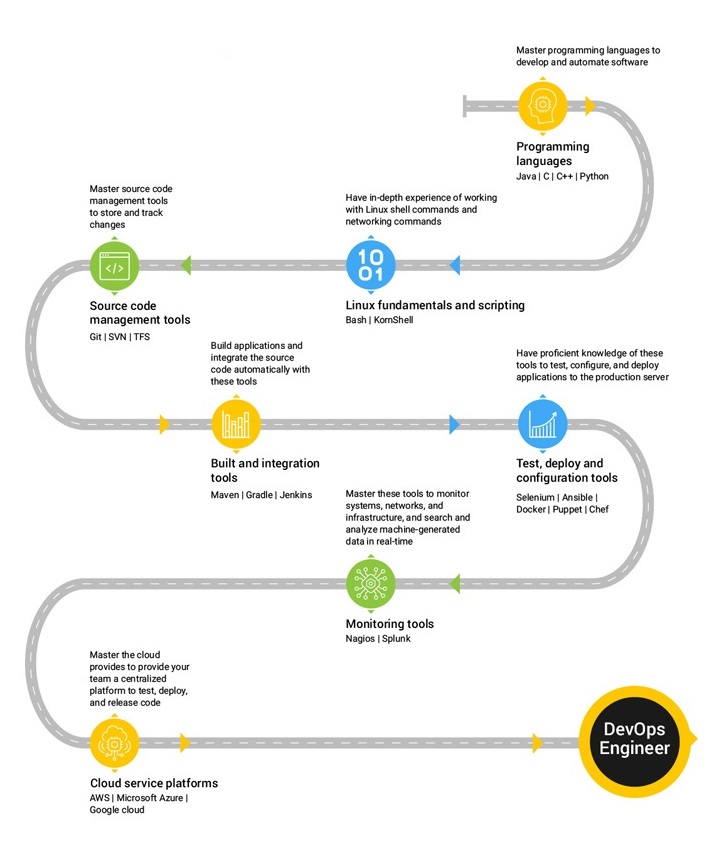 Master programming languages to
develop and automate software
Programming
languages
Java | C | C++ | Python
Have in-depth experience of working
with Linux shell commands and
networking commands
10
01
Linux fundamentals and scripting
Bash | KornShell
Master source code
management tools
to store and track
changes
</>
Source code
management tools
Git | SVN | TFS
Build applications and
integrate the source
code automatically with
these tools
Built and integration
tools
Maven | Gradle | Jenkins
Have proficient knowledge of these
tools to test, configure, and deploy
applications to the production server
Test, deploy and
configuration tools
Selenium | Ansible |
Docker | Puppet | Chef
Master these tools to monitor
systems, networks, and
infrastructure, and search and
analyze machine-generated
data in real-time
Monitoring tools
Nagios | Splunk
Master the cloud
provides to provide your
team a centralized
platform to test, deploy,
and release code
Cloud service platforms
AWS | Microsoft Azure |
Google cloud
DevOps
Engineer